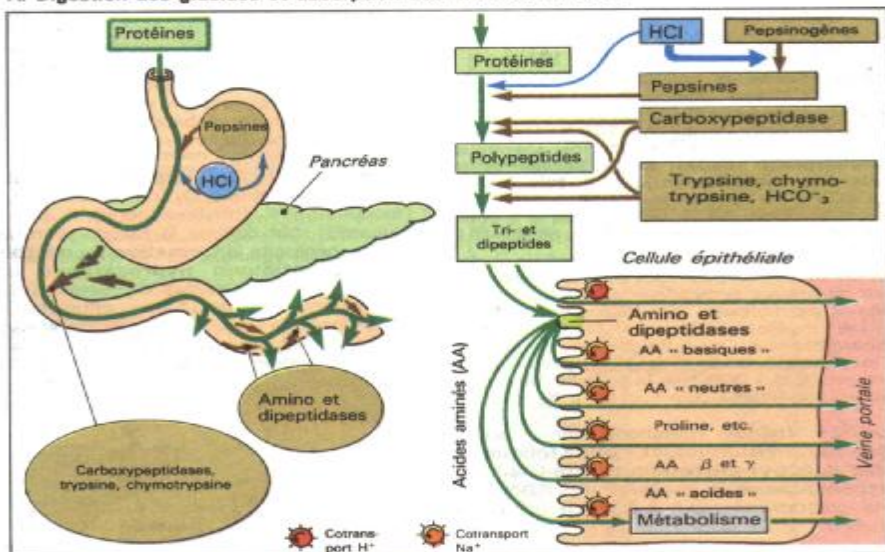 Protéines
Pepsines
HCl
Pancréas
Amino et
dipeptidases
Carboxypeptidases,
trypsine, chymotrypsine
HCl
Pepsinogènes
Protéines
Pepsines
Carboxypeptidase
Polypeptides
Trypsine, chymo-
trypsine, HCO⁻₃
Tri- et
dipeptides
Cellule épithéliale
Amino et
dipeptidases
AA « basiques »
AA « neutres »
Proline, etc.
AA β et γ
AA « acides »
Métabolisme
Acides aminés (AA)
Veine portale
Cotrans-
port H⁺
Cotransport
Na⁺